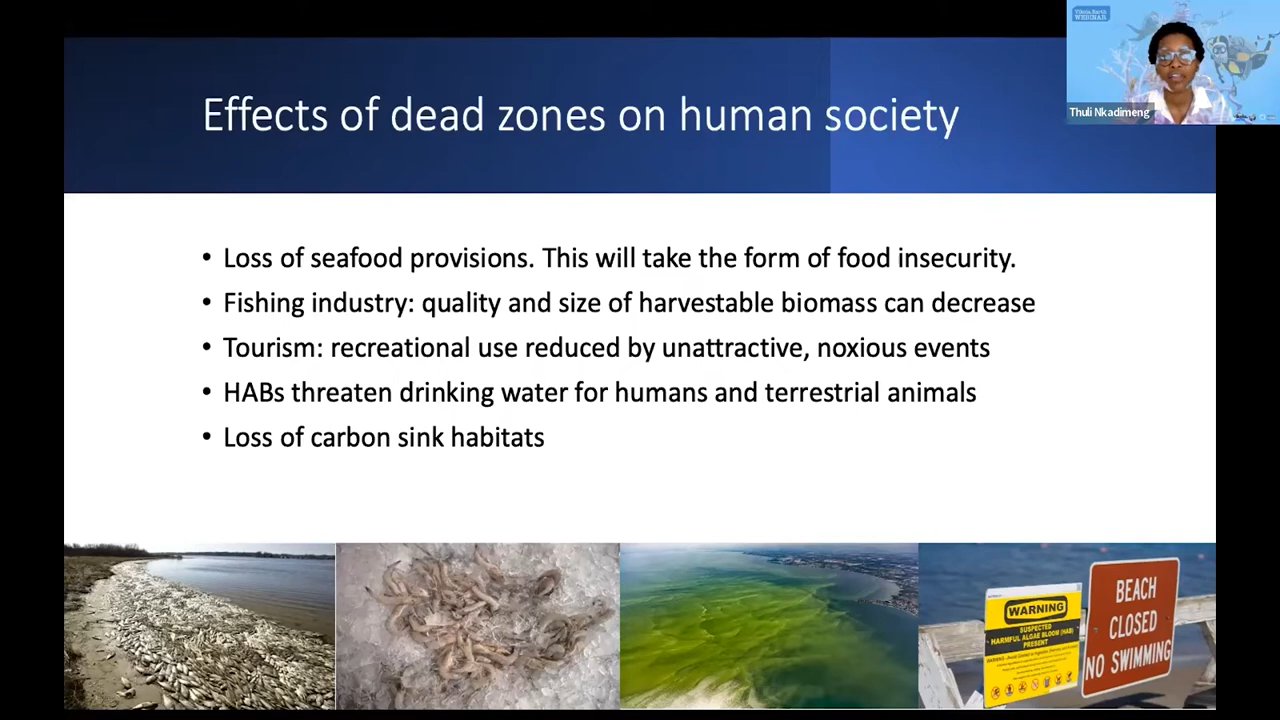 Vikela Earth
WEBINAR
Thuli Nkadimeng
Effects of dead zones on human society
• Loss of seafood provisions. This will take the form of food insecurity.
• Fishing industry: quality and size of harvestable biomass can decrease
• Tourism: recreational use reduced by unattractive, noxious events
• HABs threaten drinking water for humans and terrestrial animals
• Loss of carbon sink habitats
WARNING
SUSPECTED
HARMFUL ALGAE BLOOM (HAB)
PRESENT
BEACH
CLOSED
NO SWIMMING